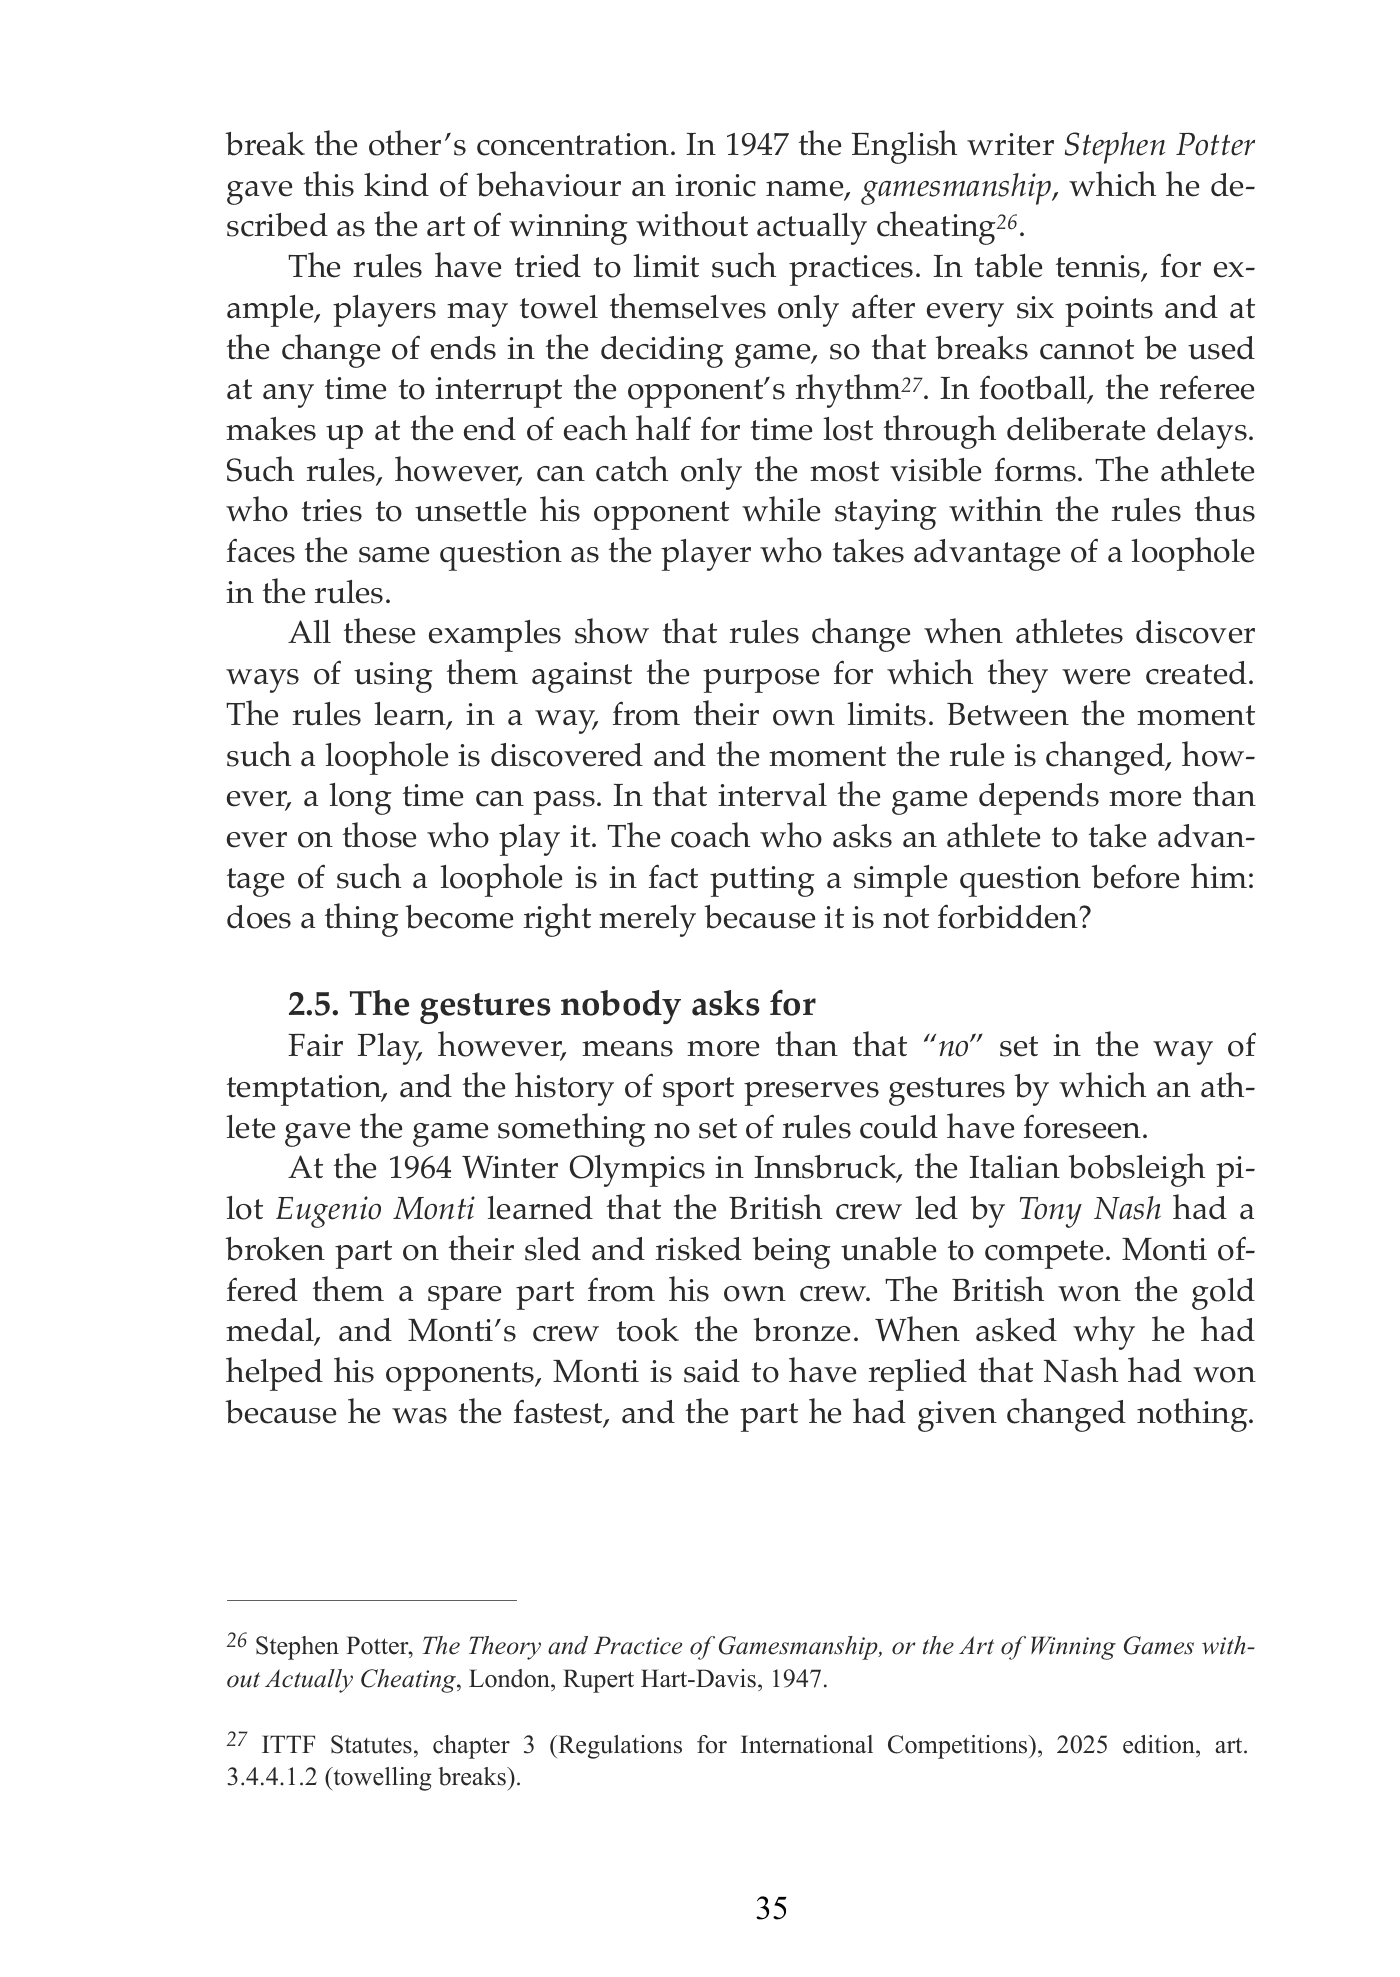 break the other’s concentration. In 1947 the English writer Stephen Potter
gave this kind of behaviour an ironic name, gamesmanship, which he de-
scribed as the art of winning without actually cheating26.
The rules have tried to limit such practices. In table tennis, for ex-
ample, players may towel themselves only after every six points and at
the change of ends in the deciding game, so that breaks cannot be used
at any time to interrupt the opponent’s rhythm27. In football, the referee
makes up at the end of each half for time lost through deliberate delays.
Such rules, however, can catch only the most visible forms. The athlete
who tries to unsettle his opponent while staying within the rules thus
faces the same question as the player who takes advantage of a loophole
in the rules.
All these examples show that rules change when athletes discover
ways of using them against the purpose for which they were created.
The rules learn, in a way, from their own limits. Between the moment
such a loophole is discovered and the moment the rule is changed, how-
ever, a long time can pass. In that interval the game depends more than
ever on those who play it. The coach who asks an athlete to take advan-
tage of such a loophole is in fact putting a simple question before him:
does a thing become right merely because it is not forbidden?
2.5. The gestures nobody asks for
Fair Play, however, means more than that “no” set in the way of
temptation, and the history of sport preserves gestures by which an ath-
lete gave the game something no set of rules could have foreseen.
At the 1964 Winter Olympics in Innsbruck, the Italian bobsleigh pi-
lot Eugenio Monti learned that the British crew led by Tony Nash had a
broken part on their sled and risked being unable to compete. Monti of-
fered them a spare part from his own crew. The British won the gold
medal, and Monti’s crew took the bronze. When asked why he had
helped his opponents, Monti is said to have replied that Nash had won
because he was the fastest, and the part he had given changed nothing.
26 Stephen Potter, The Theory and Practice of Gamesmanship, or the Art of Winning Games with-
out Actually Cheating, London, Rupert Hart-Davis, 1947.
27 ITTF Statutes, chapter 3 (Regulations for International Competitions), 2025 edition, art.
3.4.4.1.2 (towelling breaks).
35